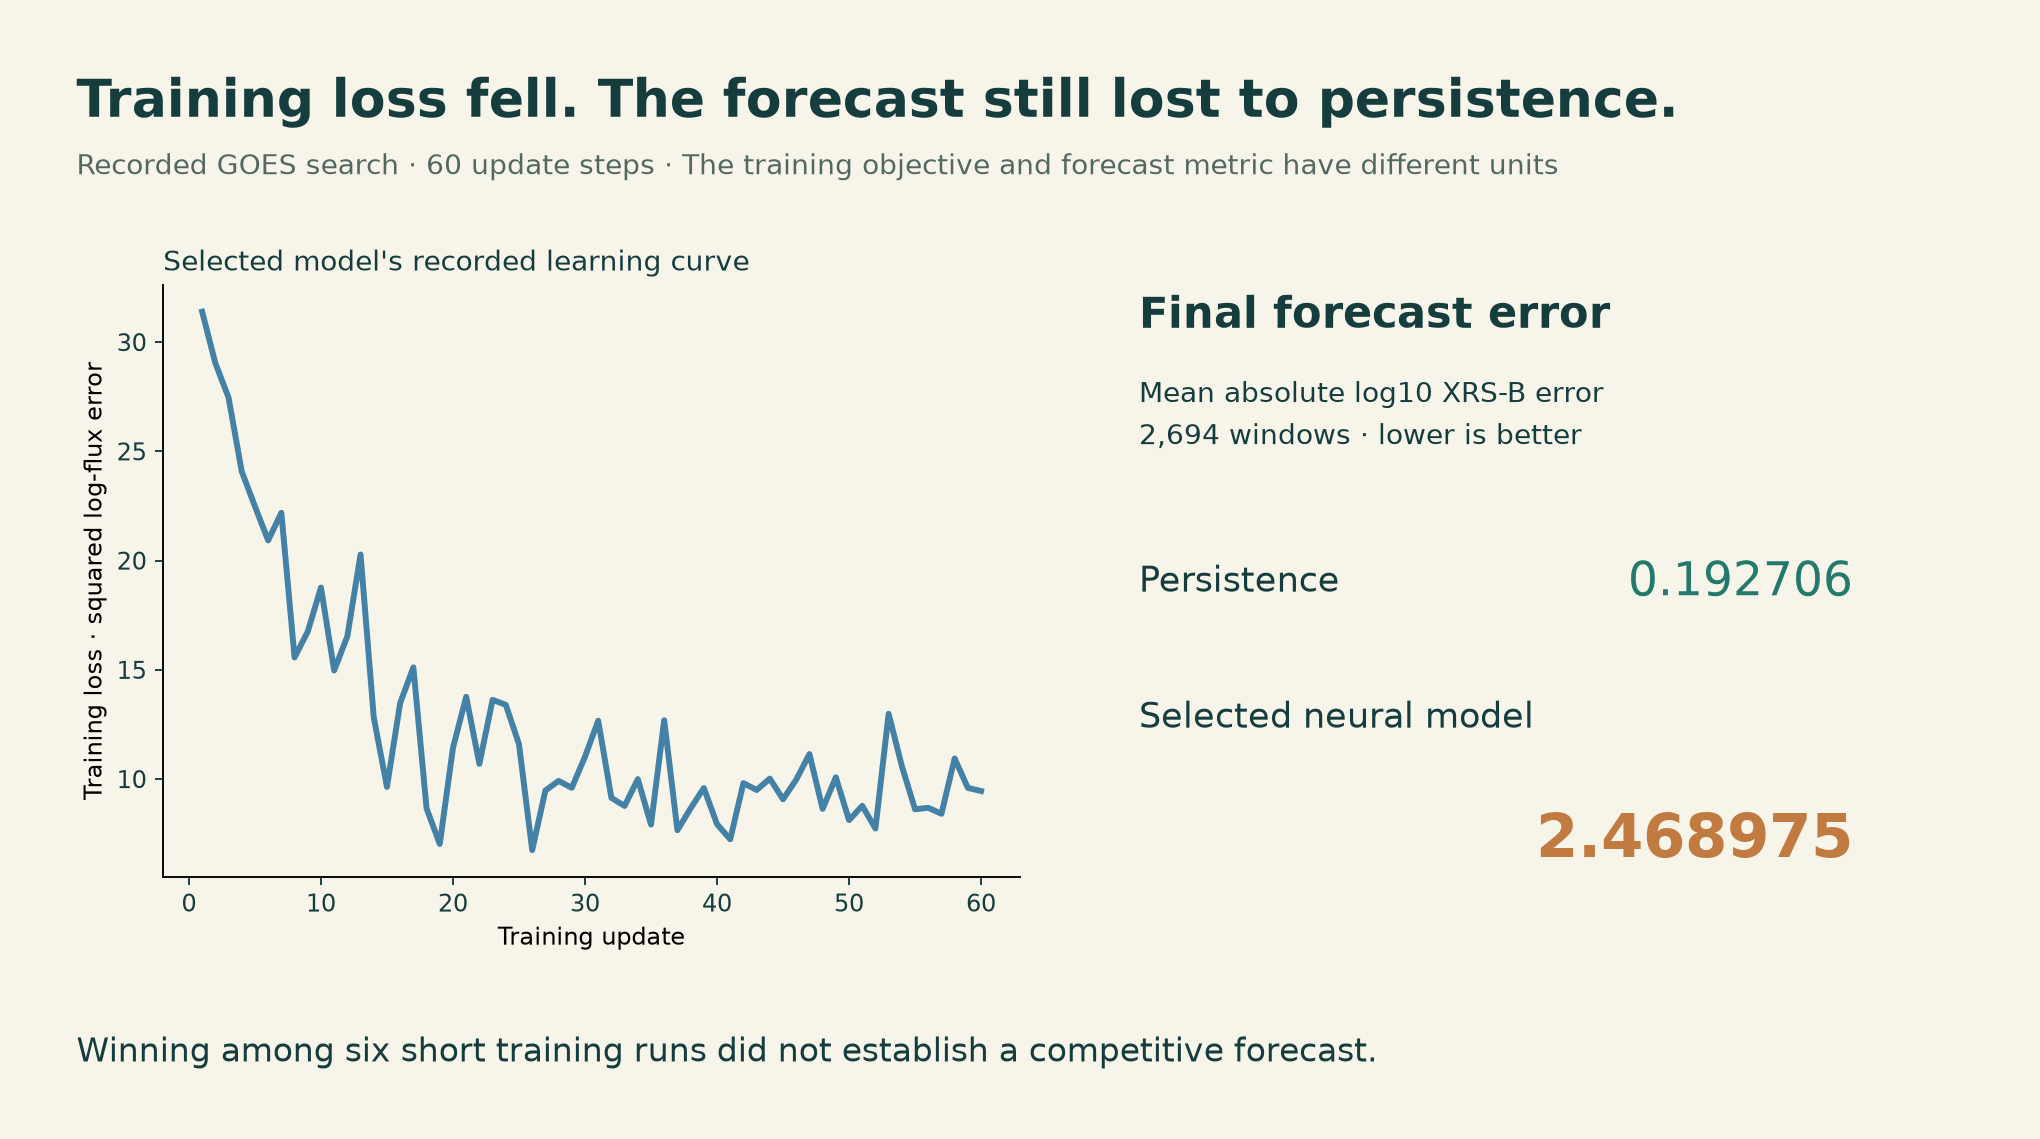 Training loss fell. The forecast still lost to persistence.
Recorded GOES search · 60 update steps · The training objective and forecast metric have different units
Selected model's recorded learning curve
Training loss · squared log-flux error
30
25
20
15
10
0 10 20 30 40 50 60
Training update
Final forecast error
Mean absolute log10 XRS-B error
2,694 windows · lower is better
Persistence 0.192706
Selected neural model
2.468975
Winning among six short training runs did not establish a competitive forecast.